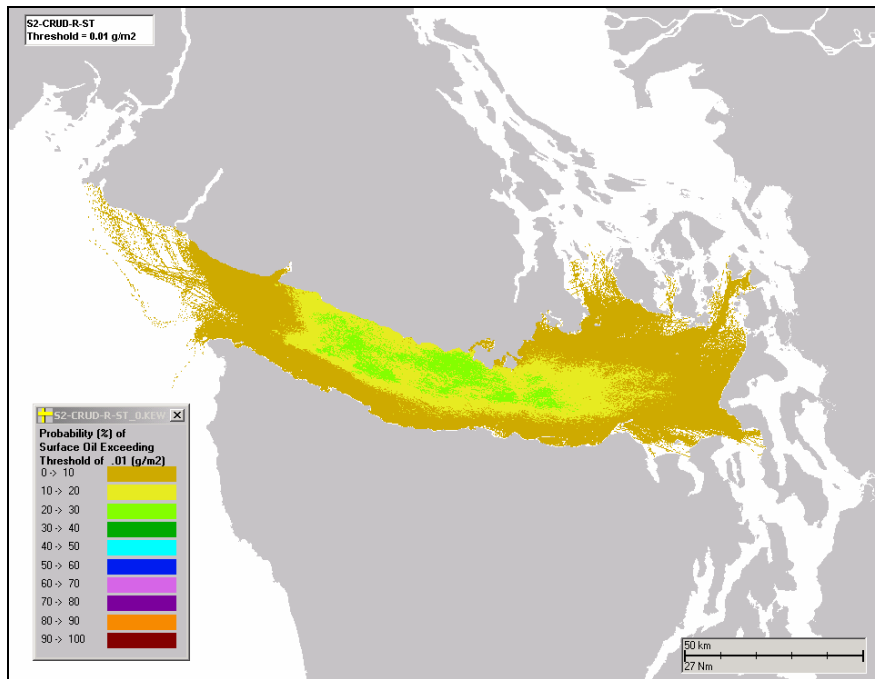 S2-CRUD-R-ST
Threshold = 0.01 g/m2
S2-CRUD-R-ST_0.KEW
Probability (%) of
Surface Oil Exceeding
Threshold of .01 (g/m2)
0 -> 10
10 -> 20
20 -> 30
30 -> 40
40 -> 50
50 -> 60
60 -> 70
70 -> 80
80 -> 90
90 -> 100
50 km
27 Nm